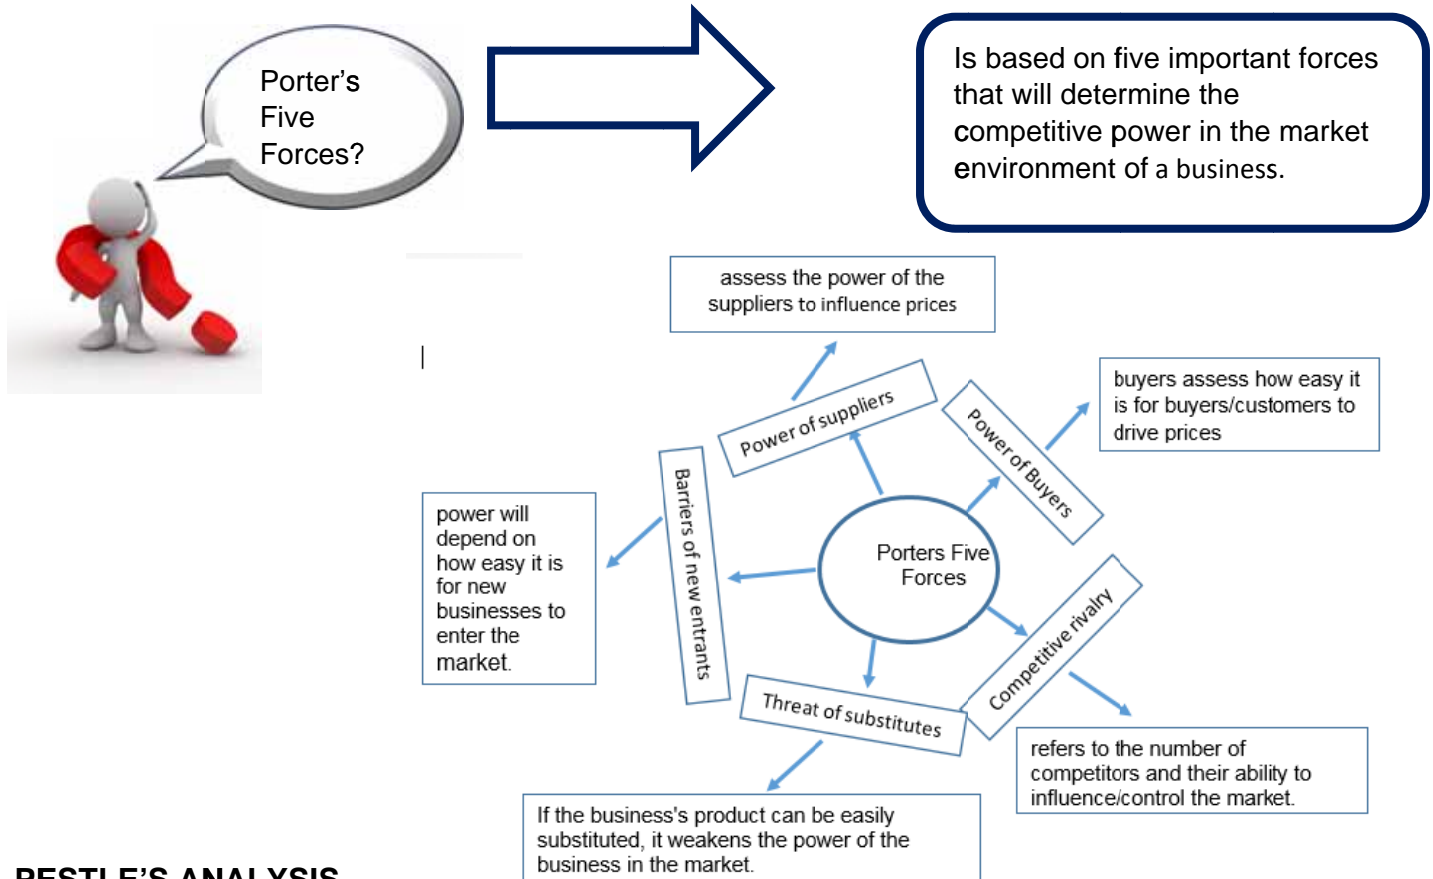 Porter's
Five
Forces?
Is based on five important forces
that will determine the
competitive power in the market
environment of a business.
assess the power of the
suppliers to influence prices
Power of suppliers
Power of Buyers
buyers assess how easy it
is for buyers/customers to
drive prices
Barriers of new entrants
power will
depend on
how easy it is
for new
businesses to
enter the
market.
Porters Five
Forces
Competitive rivalry
refers to the number of
competitors and their ability to
influence/control the market.
Threat of substitutes
If the business's product can be easily
substituted, it weakens the power of the
business in the market.
PESTLE'S ANALYSIS